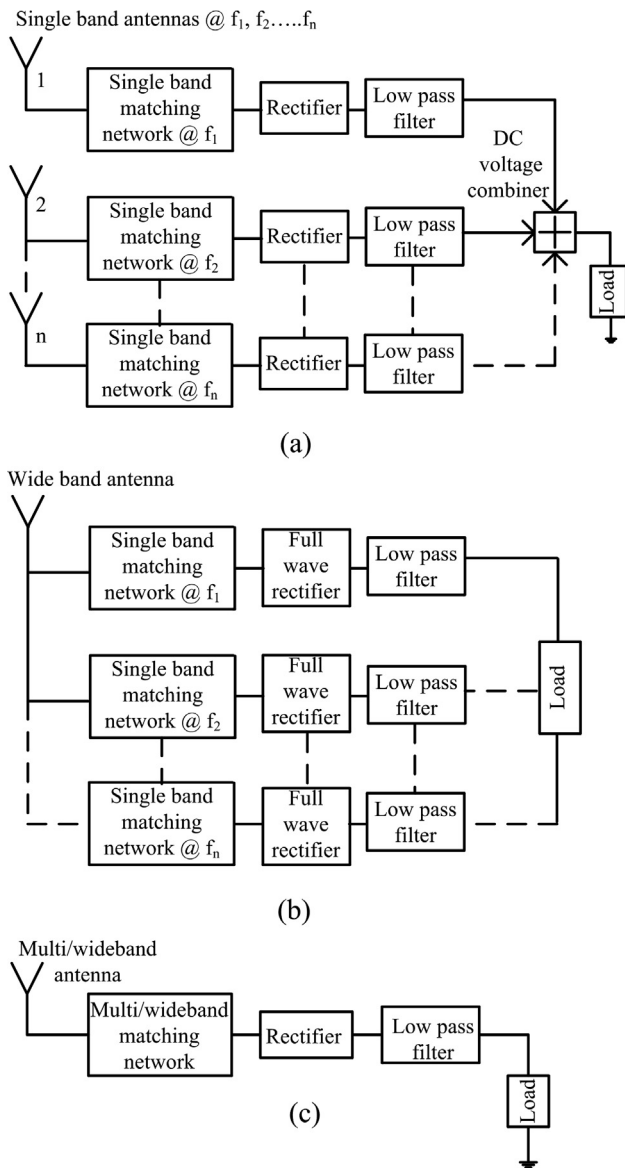 Single antennas @ f₁, f₂.....fₙ
1
Single band
matching
network @ f₁
Rectifier
Low pass
filter
DC
voltage
combiner
2
Single band
matching
network @ f₂
Rectifier
Low pass
filter
Load
n
Single band
matching
network @ fₙ
Rectifier
Low pass
filter
(a)
Wide band antenna
Single band
matching
network @ f₁
Full
wave
rectifier
Low pass
filter
Single band
matching
network @ f₂
Full
wave
rectifier
Low pass
filter
Load
Single band
matching
network @ fₙ
Full
wave
rectifier
Low pass
filter
(b)
Multi/wideband
antenna
Multi/wideband
matching
network
Rectifier
Low pass
filter
Load
(c)